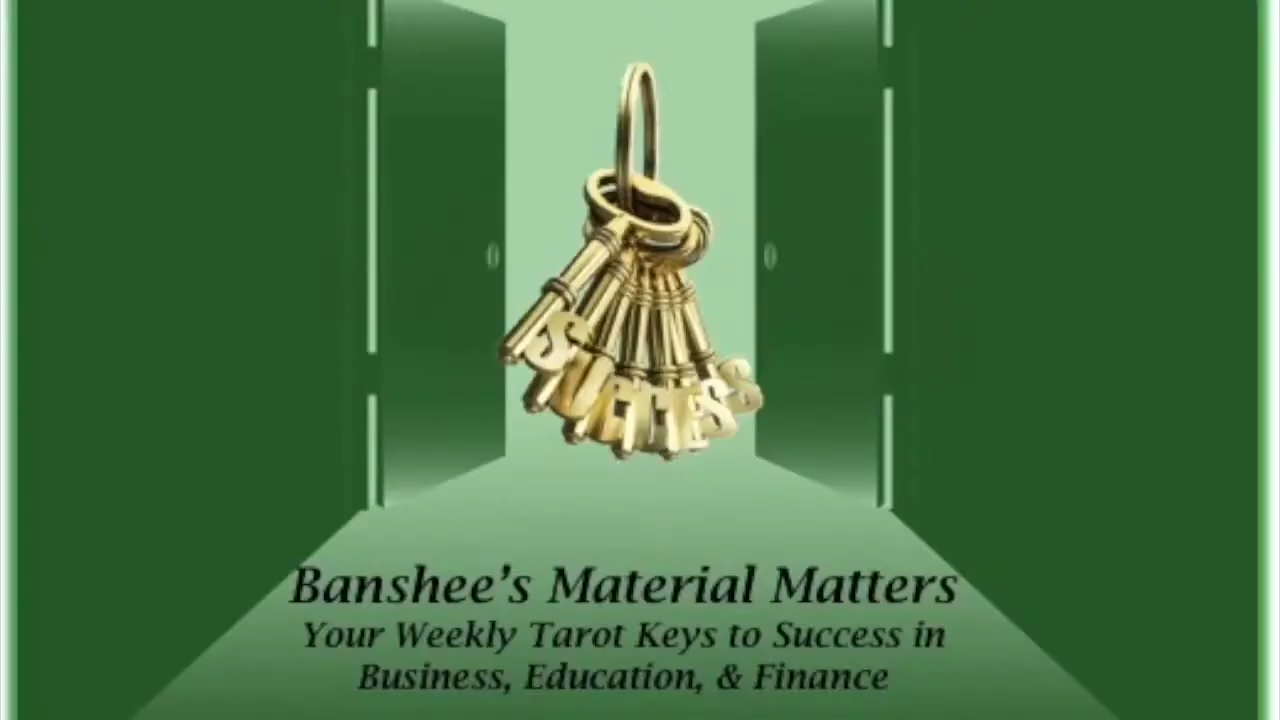 SUCCESS
Banshee's Material Matters
Your Weekly Tarot Keys to Success in
Business, Education, & Finance